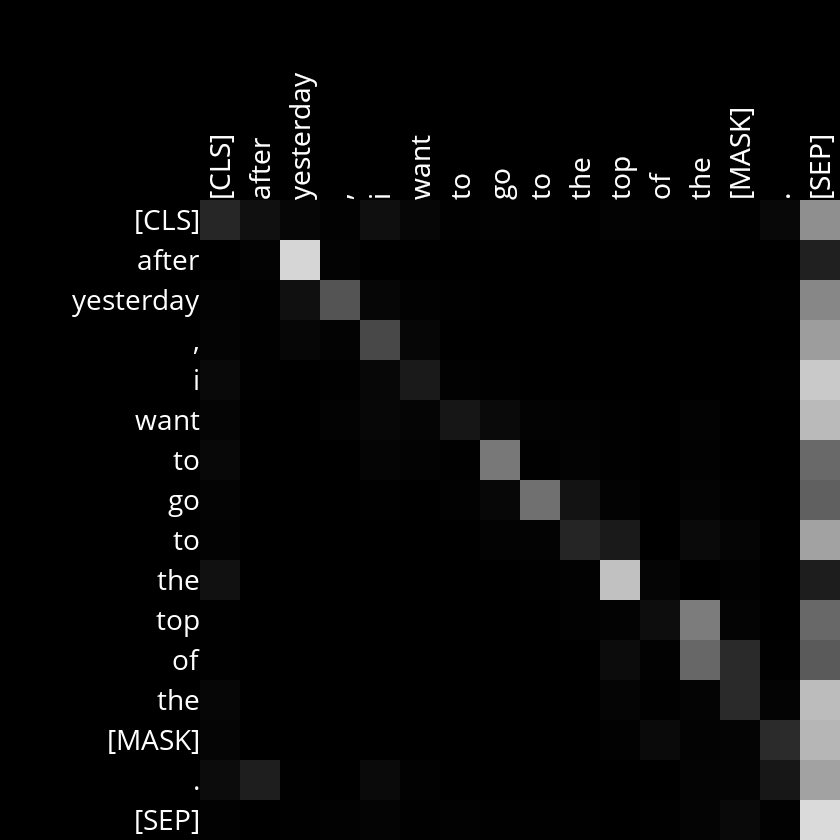 [CLS] after yesterday , i want to go to the top of the [MASK] . [SEP]
[CLS]
after
yesterday
,
i
want
to
go
to
the
top
of
the
[MASK]
.
[SEP]